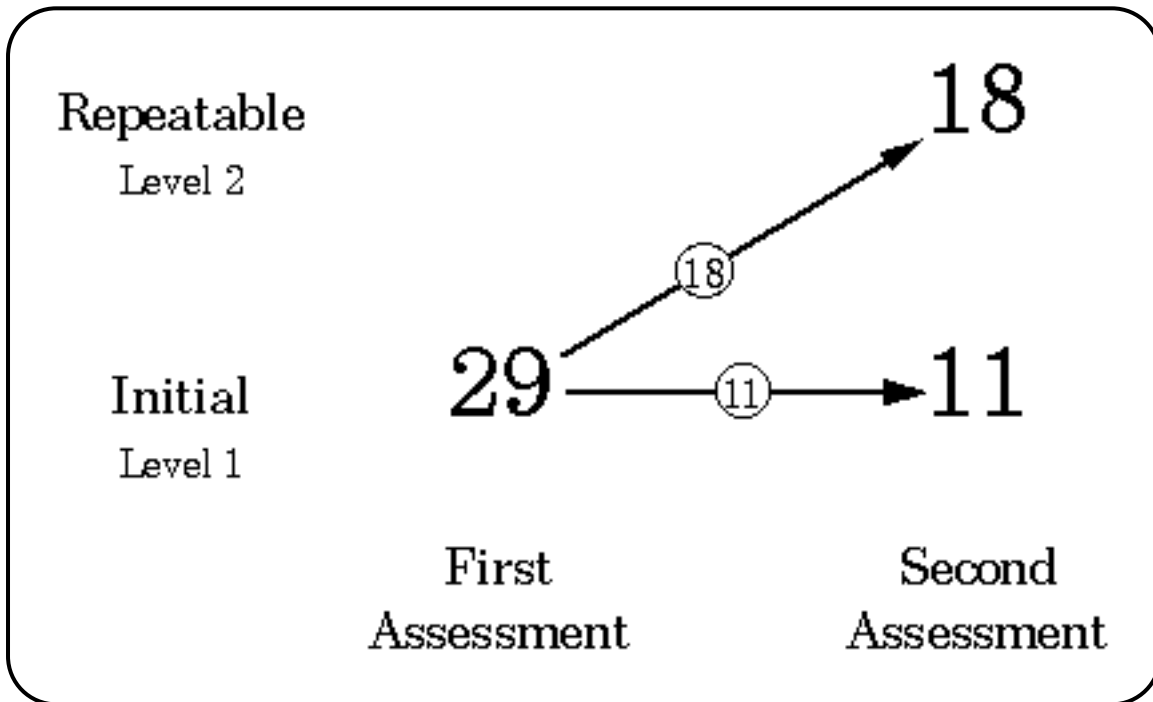 Repeatable
18
Level 2
18
29
11
11
Initial
Level 1
First
Assessment
Second
Assessment